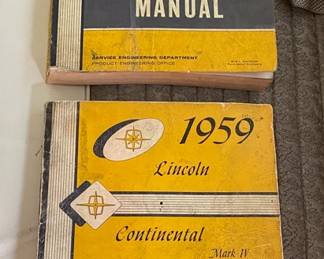 MANUAL
SERVICE ENGINEERING DEPARTMENT
PRODUCT ENGINEERING OFFICE
1959
Lincoln
Continental
Mark IV